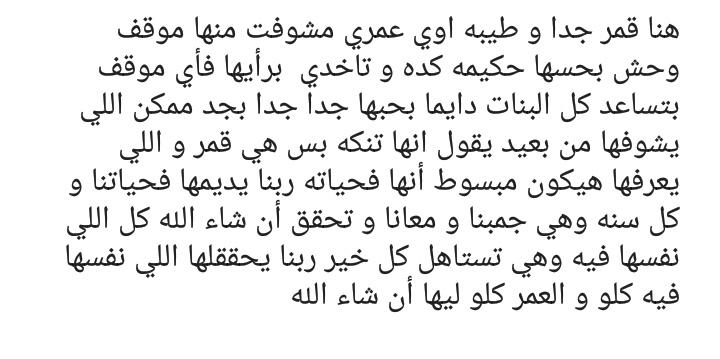 هنا قمر جدا و طيبه اوي عمري مشوفت منها موقف
وحش بحسها حكيمه كده و تاخدي برأيها فأي موقف
بتساعد كل البنات دايما بحبها جدا جدا بجد ممكن اللي
يشوفها من بعيد يقول انها تنكه بس هي قمر و اللي
يعرفها هيكون مبسوط أنها فحياته ربنا يديمها فحياتنا و
كل سنه وهي جمبنا و معانا و تحقق أن شاء الله كل اللي
نفسها فيه وهي تستاهل كل خير ربنا يحققلها اللي نفسها
فيه كلو و العمر كلو ليها أن شاء الله